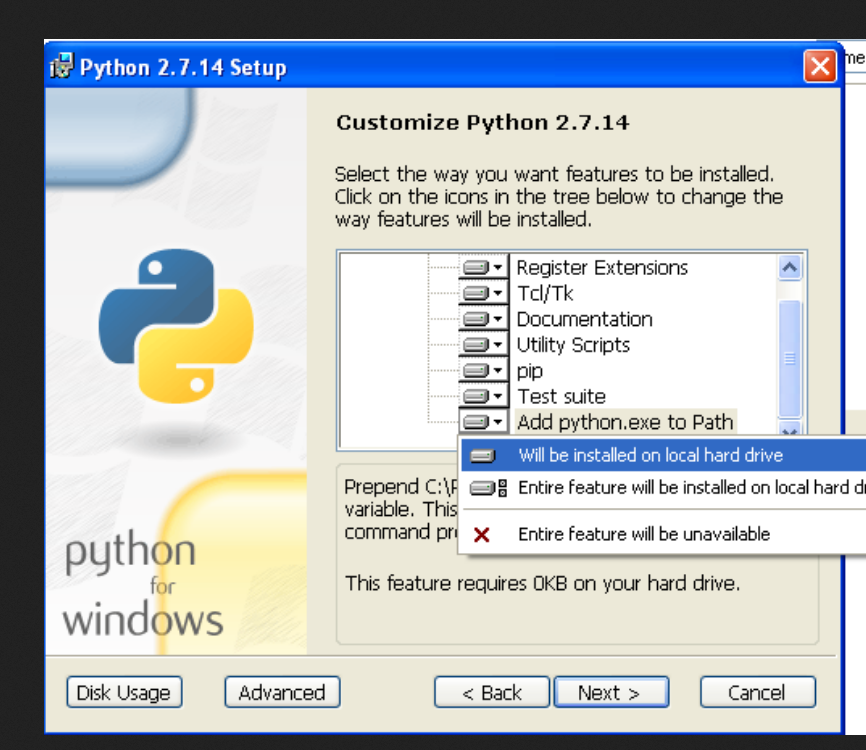 Python 2.7.14 Setup
me
Customize Python 2.7.14
Select the way you want features to be installed.
Click on the icons in the tree below to change the
way features will be installed.
Register Extensions
Tcl/Tk
Documentation
Utility Scripts
pip
Test suite
Add python.exe to Path
Will be installed on local hard drive
Entire feature will be installed on local hard dr
Entire feature will be unavailable
Prepend C:\P
variable. This
command pr
This feature requires 0KB on your hard drive.
python
for
windows
Disk Usage
Advanced
< Back
Next >
Cancel